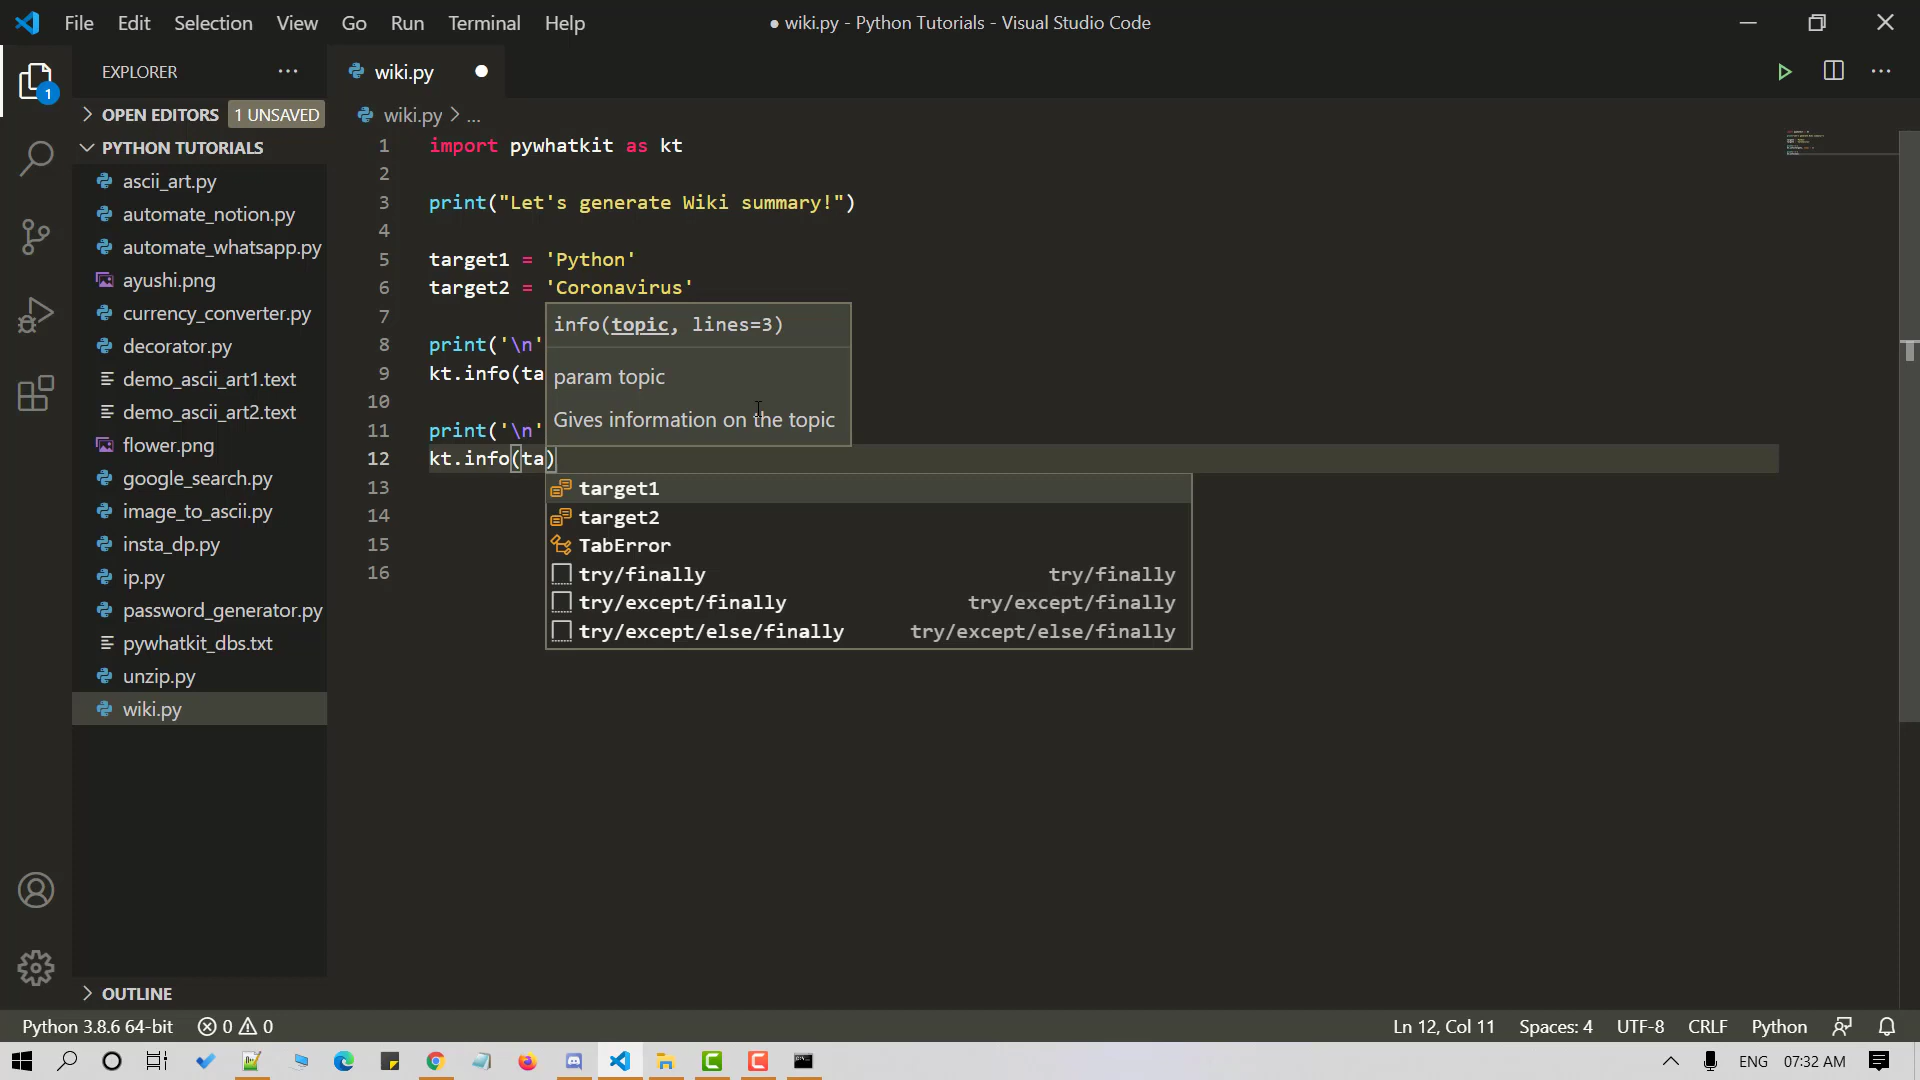 File Edit Selection View Go Run Terminal Help
● wiki.py - Python Tutorials - Visual Studio Code
EXPLORER
1
OPEN EDITORS 1 UNSAVED
PYTHON TUTORIALS
ascii_art.py
automate_notion.py
automate_whatsapp.py
ayushi.png
currency_converter.py
decorator.py
demo_ascii_art1.text
demo_ascii_art2.text
flower.png
google_search.py
image_to_ascii.py
insta_dp.py
ip.py
password_generator.py
pywhatkit_dbs.txt
unzip.py
wiki.py
OUTLINE
wiki.py
wiki.py > ...
1 import pywhatkit as kt
2
3 print("Let's generate Wiki summary!")
4
5 target1 = 'Python'
6 target2 = 'Coronavirus'
7
8 print('\n'
9 kt.info(ta
10
11 print('\n'
12 kt.info(ta)
13
14
15
16
info(topic, lines=3)
param topic
Gives information on the topic
target1
target2
TabError
try/finally try/finally
try/except/finally try/except/finally
try/except/else/finally try/except/else/finally
Python 3.8.6 64-bit 0 0 Ln 12, Col 11 Spaces: 4 UTF-8 CRLF Python
ENG 07:32 AM